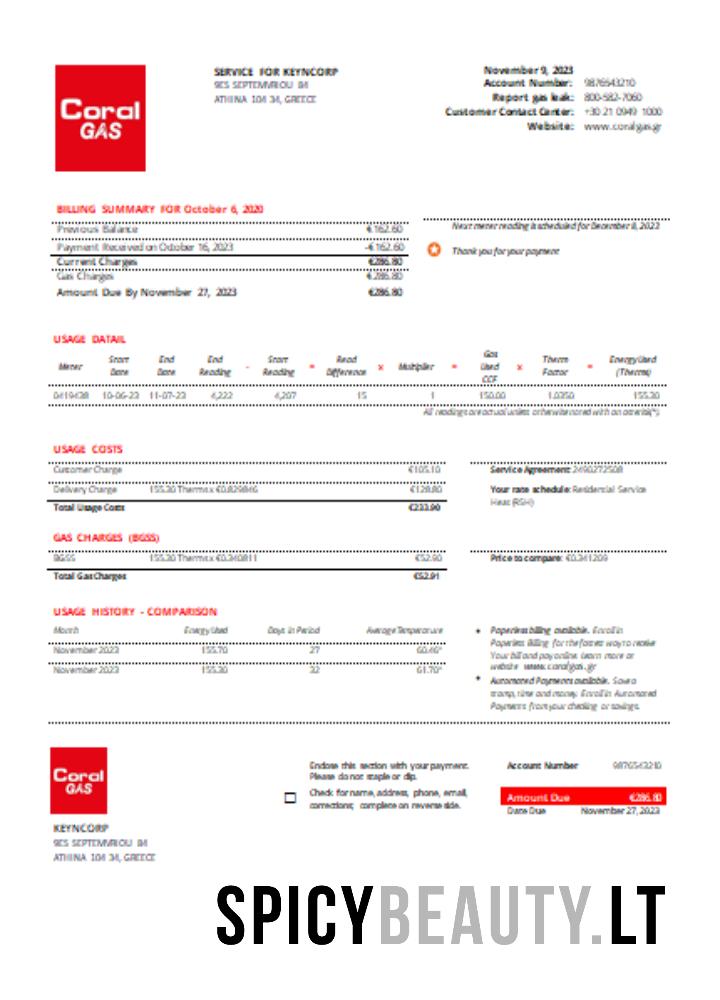 Coral
GAS
SERVICE FOR KEYNCORP
9ES SEPTEMVRIOU 84
ATHINA 104 34, GREECE
November 9, 2023
Account Number: 9876543210
Report gas leak: 800-582-7060
Customer Contact Center: +30 21 0949 1000
Website: www.coralgas.gr
BILLING SUMMARY FOR October 6, 2020
Previous Balance €162.60
Payment Received on October 16, 2023 -€162.60
Current Charges €286.80
Gas Charges €286.80
Amount Due By November 27, 2023 €286.80
Next meter reading is scheduled for December 8, 2023
Thank you for your payment
USAGE DATAIL
Meter Start Date End Date End Reading - Start Reading = Read Difference x Multiplier = Gas Used CCF x Therm Factor = Energy Used (Therms)
0419438 10-06-23 11-07-23 4,222 4,207 15 1 150.00 1.0350 155.30
All readings are actual unless otherwise noted with an asterisk(*).
USAGE COSTS
Customer Charge €105.10
Delivery Charge 155.30 Therms x €0.829846 €128.80
Total Usage Costs €233.90
Service Agreement: 2490272508
Your rate schedule: Residential Service
Heat (RSH)
GAS CHARGES (BGSS)
BGSS 155.30 Therms x €0.340811 €52.90
Total Gas Charges €52.91
Price to compare: €0.341209
USAGE HISTORY - COMPARISON
Month Energy Used Days in Period Average Temperature
November 2023 155.70 27 60.46°
November 2023 155.30 32 61.70°
• Paperless billing available. Enroll in
Paperless Billing for the fastest way to receive
Your bill and pay online. Learn more at
website www.coralgas.gr
• Automated Payments available. Save a
stamp, time and money. Enroll in Automated
Payments from your checking or savings.
Coral
GAS
KEYNCORP
9ES SEPTEMVRIOU 84
ATHINA 104 34, GREECE
Endose this section with your payment.
Please do not staple or clip.
Check for name, address, phone, email,
corrections; complete on reverse side.
Account Number 9876543210
Amount Due €286.80
Date Due November 27, 2023
SPICYBEAUTY.LT